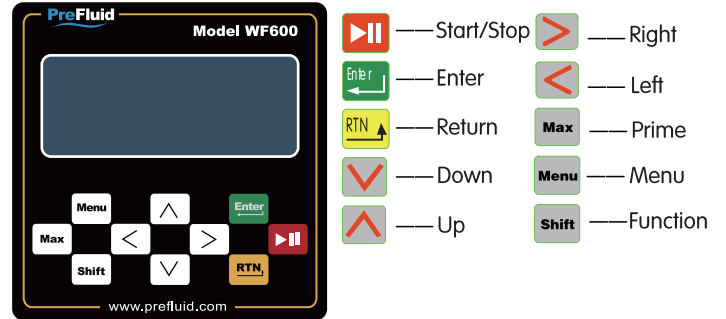 PreFluid
Model WF600
Menu
Enter
Max
Shift
RTN
www.prefluid.com
Start/Stop
Enter
Enter
RTN
Return
Down
Up
Right
Left
Max
Prime
Menu
Menu
Shift
Function